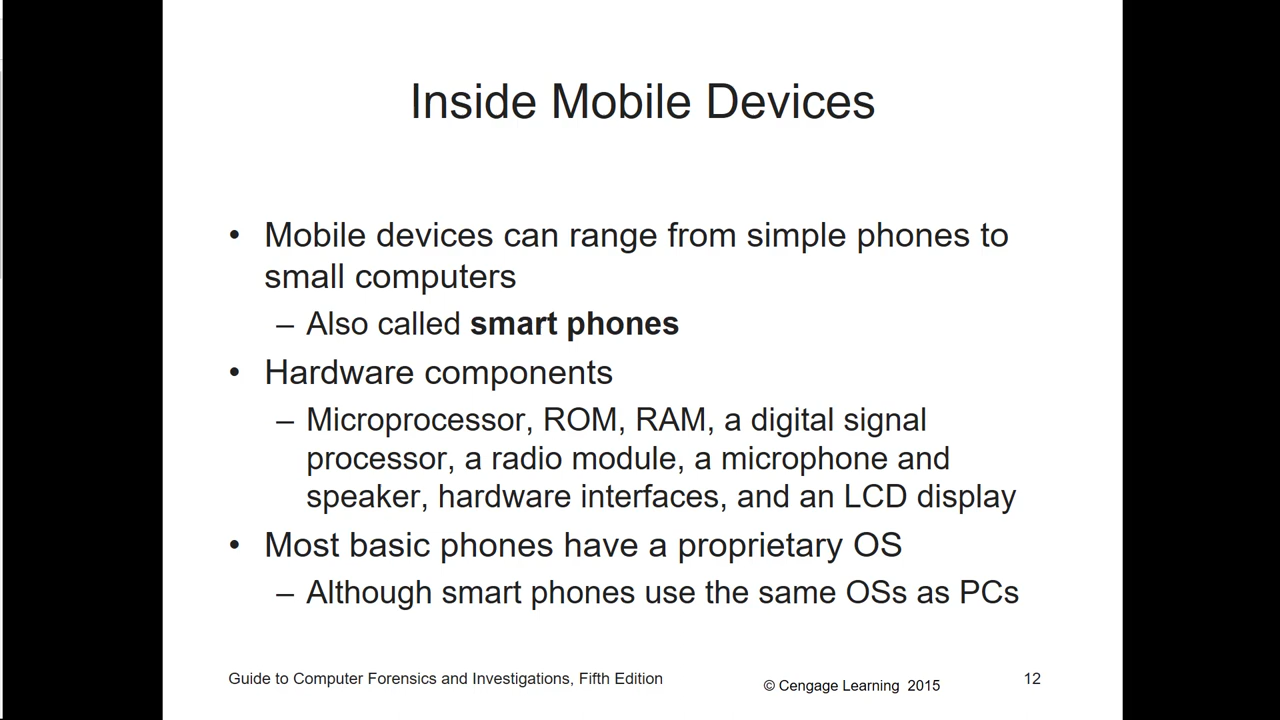 Inside Mobile Devices
• Mobile devices can range from simple phones to
small computers
– Also called smart phones
• Hardware components
– Microprocessor, ROM, RAM, a digital signal
processor, a radio module, a microphone and
speaker, hardware interfaces, and an LCD display
• Most basic phones have a proprietary OS
– Although smart phones use the same OSs as PCs
Guide to Computer Forensics and Investigations, Fifth Edition
© Cengage Learning 2015
12